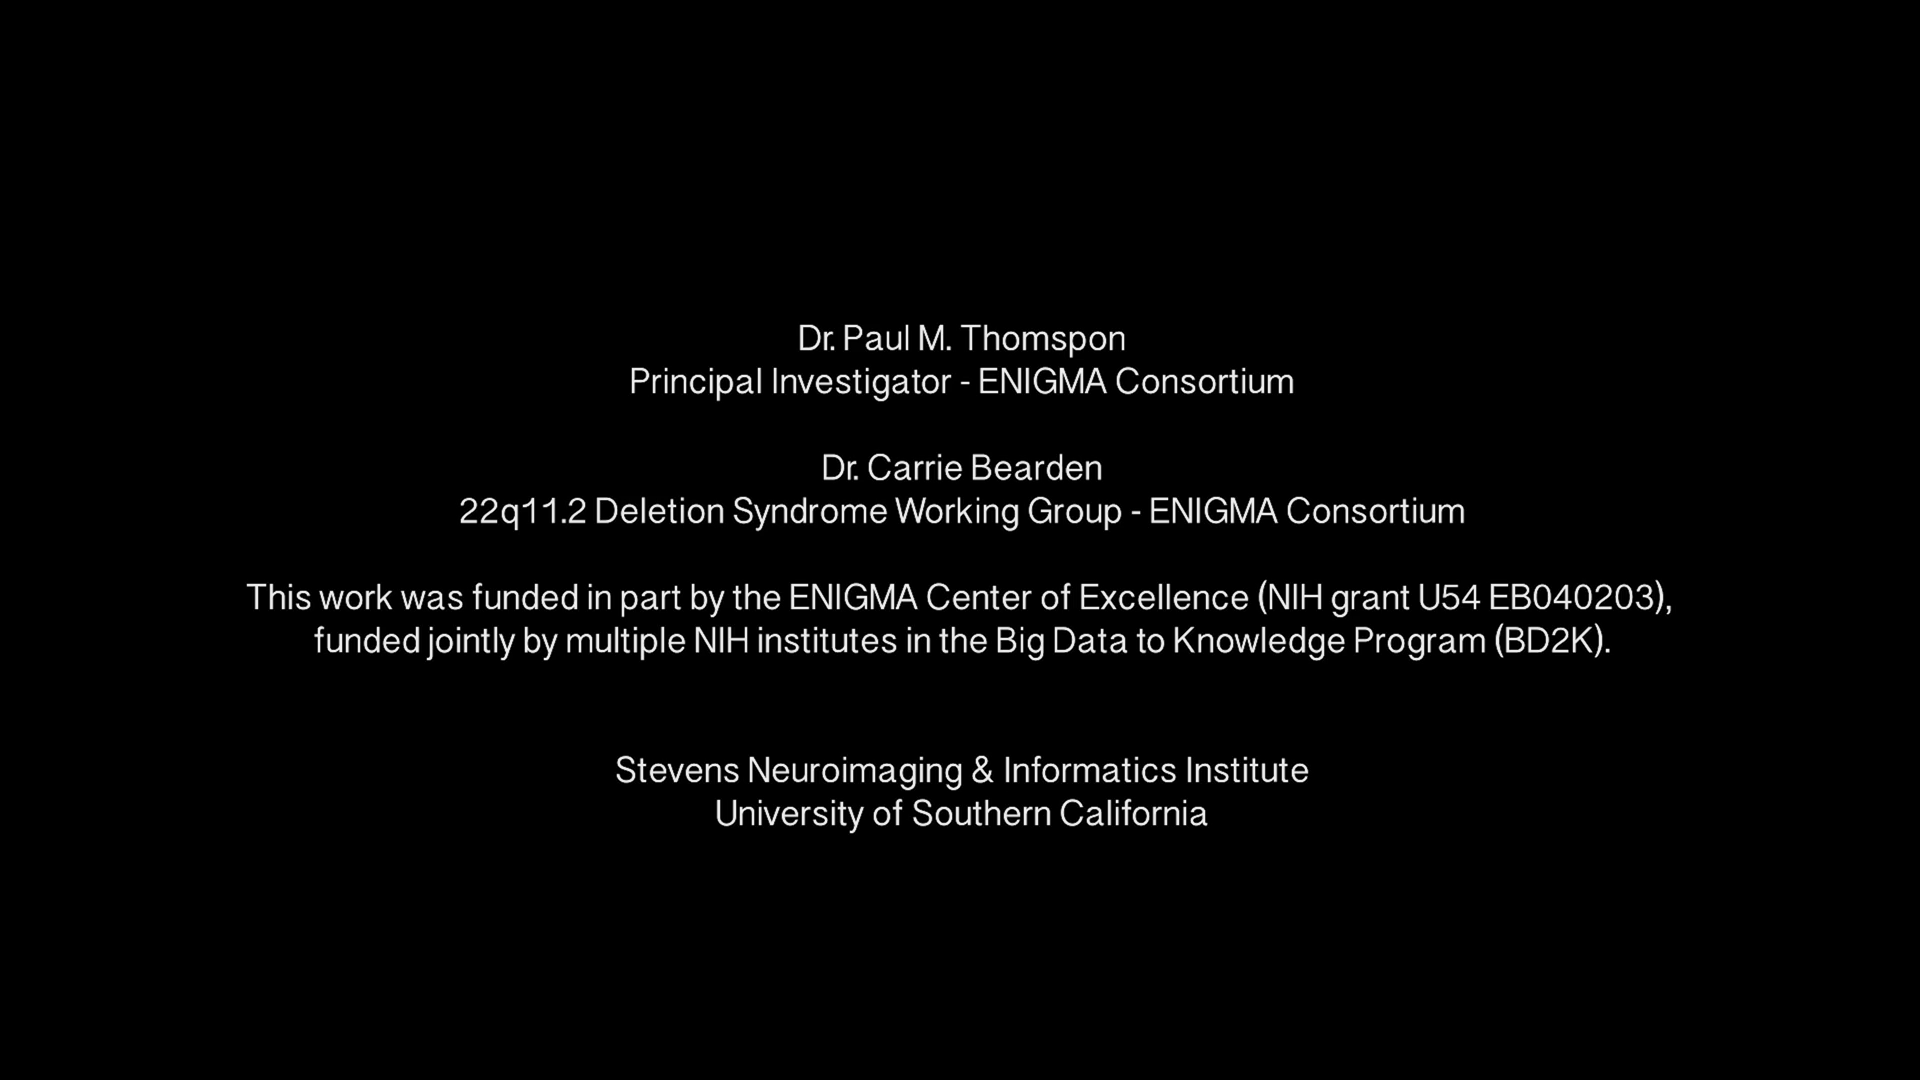 Dr. Paul M. Thomspon
Principal Investigator - ENIGMA Consortium
Dr. Carrie Bearden
22q11.2 Deletion Syndrome Working Group - ENIGMA Consortium
This work was funded in part by the ENIGMA Center of Excellence (NIH grant U54 EB040203),
funded jointly by multiple NIH institutes in the Big Data to Knowledge Program (BD2K).
Stevens Neuroimaging & Informatics Institute
University of Southern California